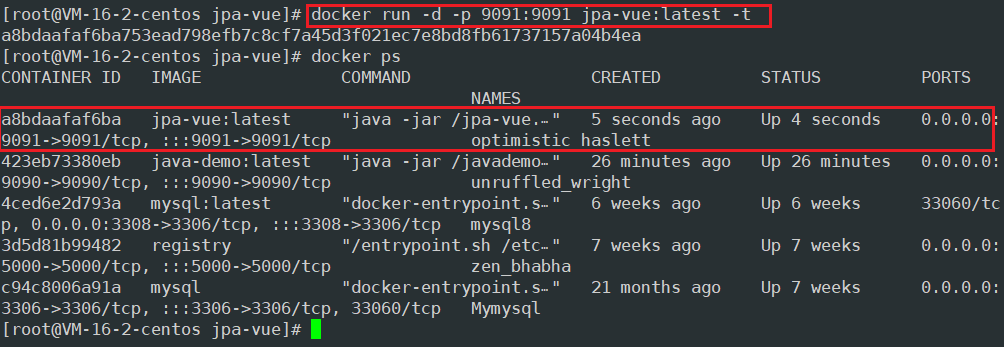 [root@VM-16-2-centos jpa-vue]# docker run -d -p 9091:9091 jpa-vue:latest -t
a8bdaafaf6ba753ead798efb7c8cf7a45d3f021ec7e8bd8fb61737157a04b4ea
[root@VM-16-2-centos jpa-vue]# docker ps
CONTAINER ID   IMAGE              COMMAND                  CREATED          STATUS          PORTS
                                               NAMES
a8bdaafaf6ba   jpa-vue:latest     "java -jar /jpa-vue.…"   5 seconds ago    Up 4 seconds    0.0.0.0:
9091->9091/tcp, :::9091->9091/tcp              optimistic_haslett
423eb73380eb   java-demo:latest   "java -jar /javademo…"   26 minutes ago   Up 26 minutes   0.0.0.0:
9090->9090/tcp, :::9090->9090/tcp              unruffled_wright
4ced6e2d793a   mysql:latest       "docker-entrypoint.s…"   6 weeks ago      Up 6 weeks      33060/tc
p, 0.0.0.0:3308->3306/tcp, :::3308->3306/tcp   mysql8
3d5d81b99482   registry           "/entrypoint.sh /etc…"   7 weeks ago      Up 7 weeks      0.0.0.0:
5000->5000/tcp, :::5000->5000/tcp              zen_bhabha
c94c8006a91a   mysql              "docker-entrypoint.s…"   21 months ago    Up 7 weeks      0.0.0.0:
3306->3306/tcp, :::3306->3306/tcp, 33060/tcp   Mymysql
[root@VM-16-2-centos jpa-vue]#